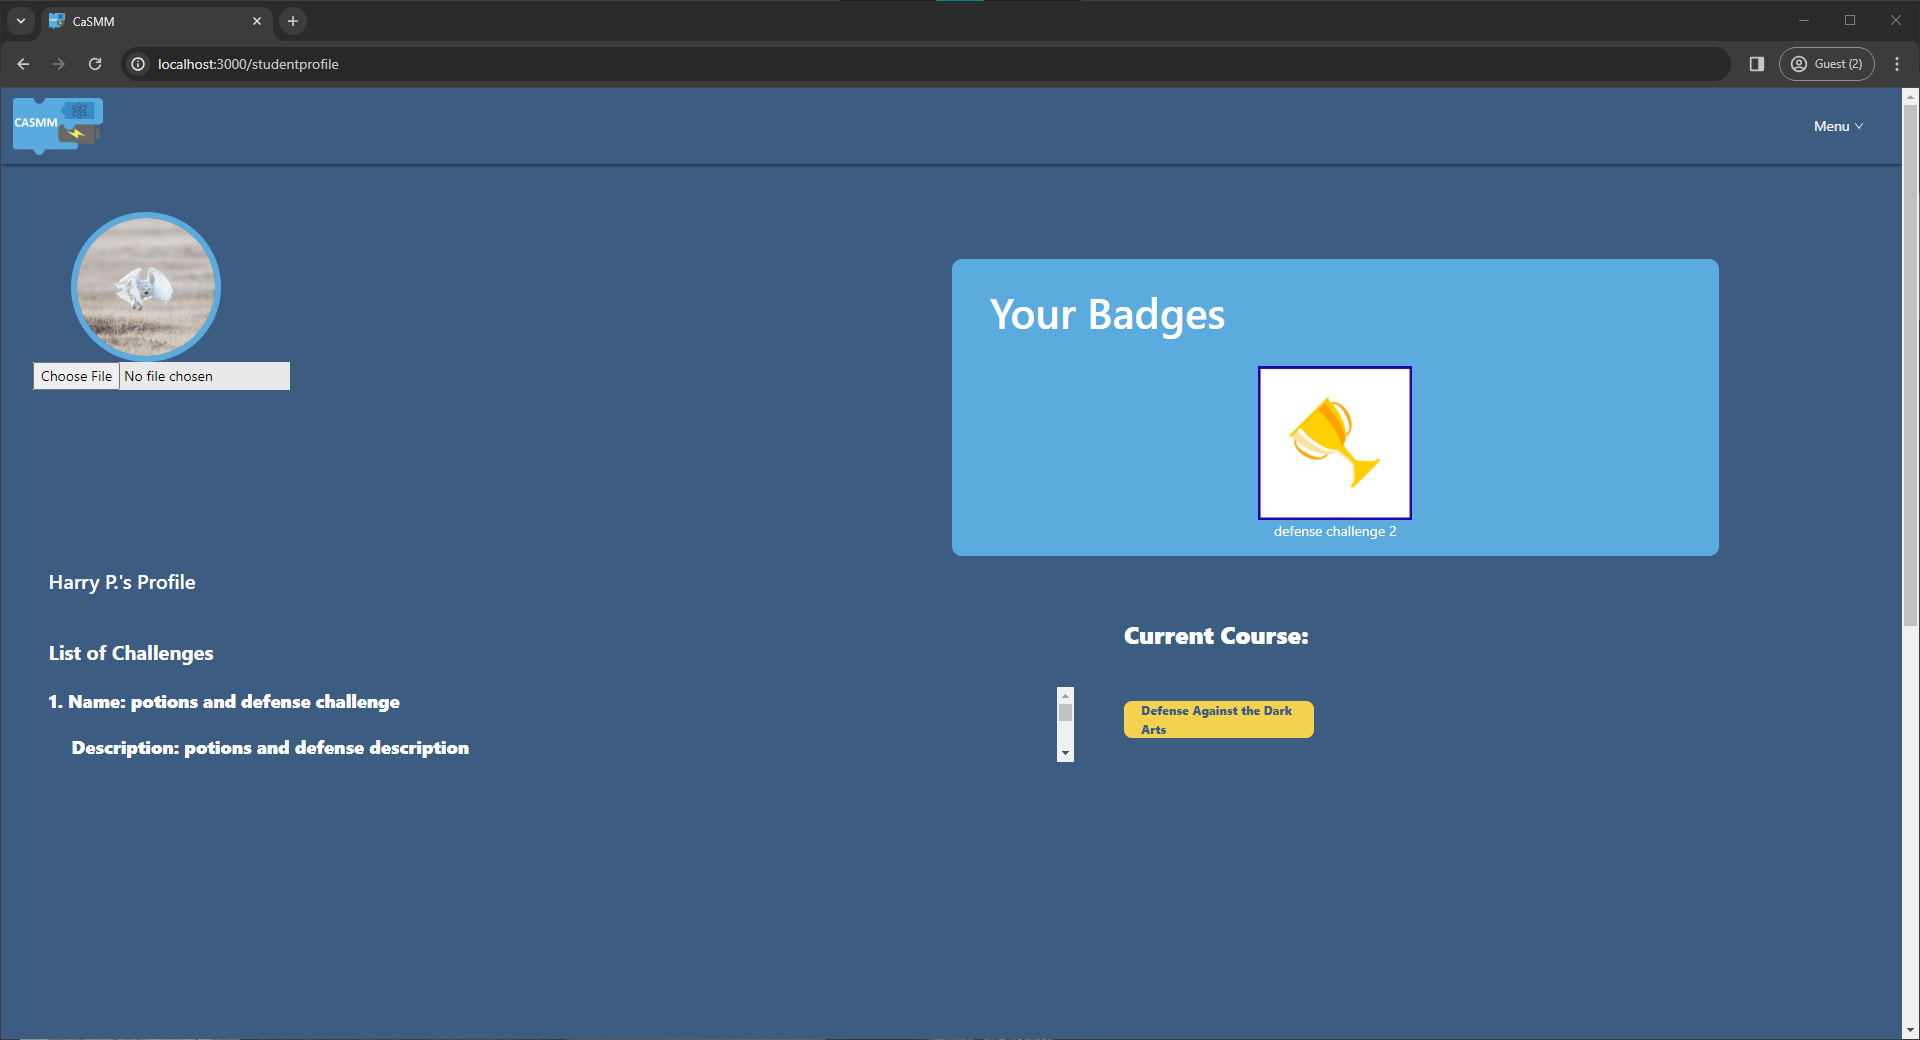 CaSMM
localhost:3000/studentprofile
Guest (2)
CASMM
Menu
Choose File No file chosen
Your Badges
defense challenge 2
Harry P.'s Profile
List of Challenges
1. Name: potions and defense challenge
Description: potions and defense description
Current Course:
Defense Against the Dark
Arts